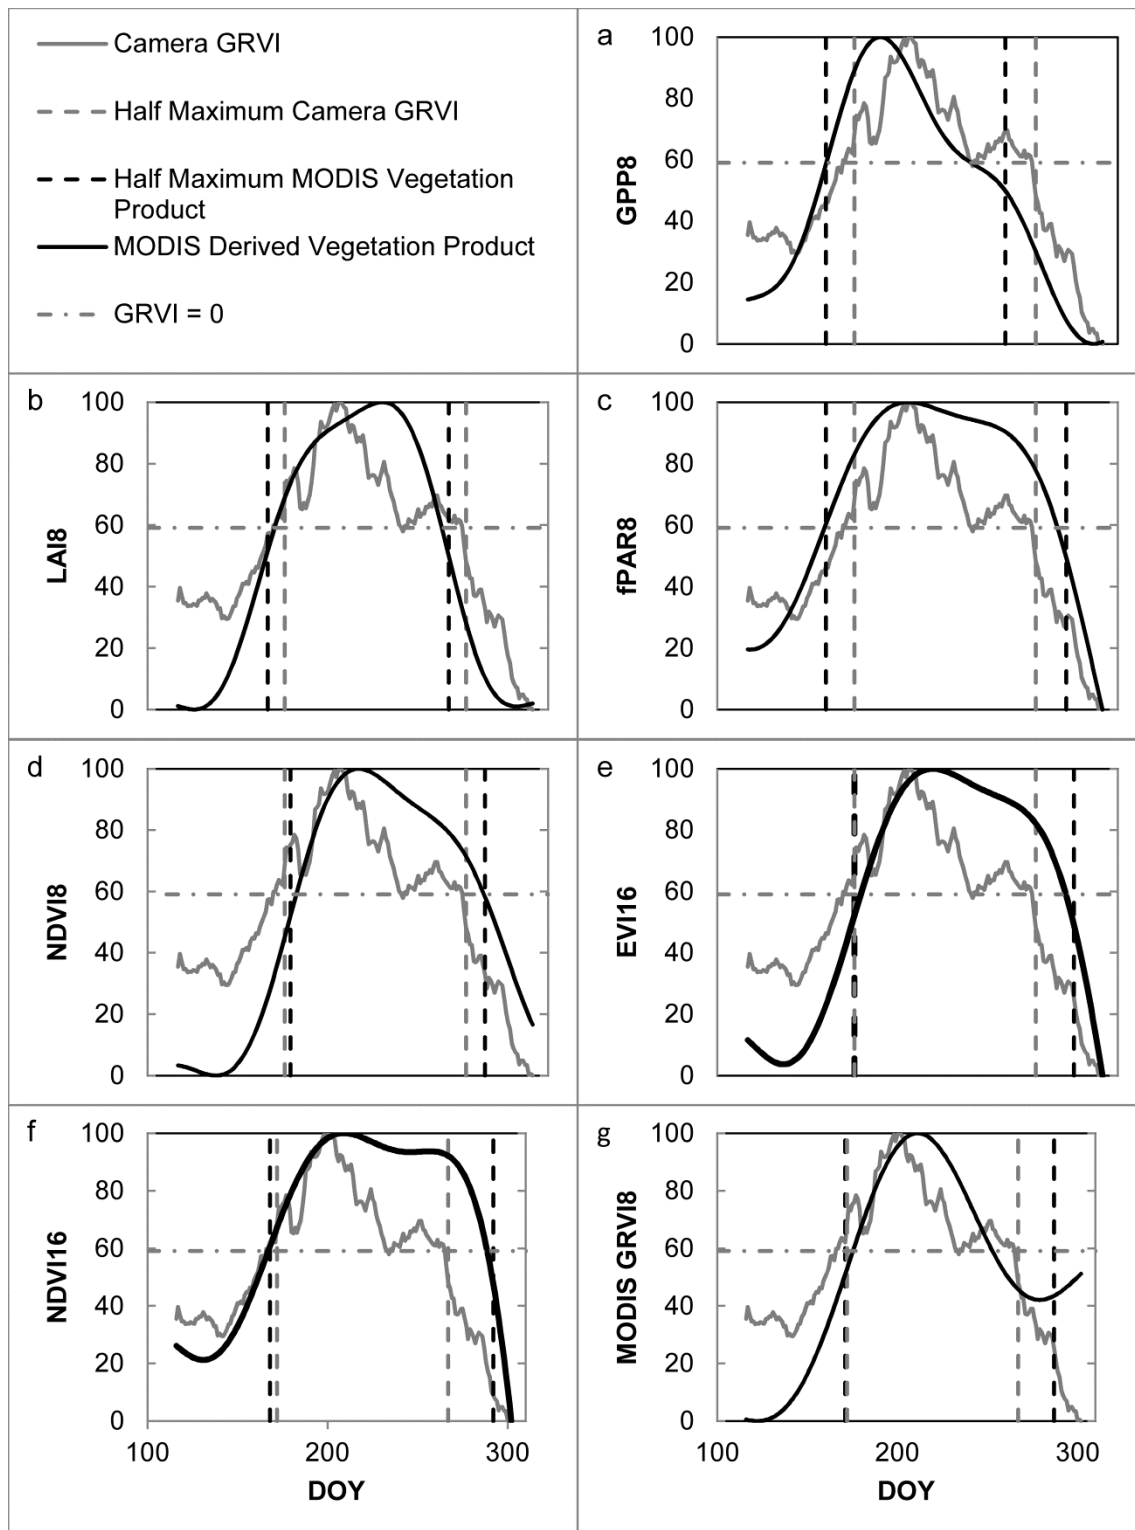 Camera GRVI
Half Maximum Camera GRVI
Half Maximum MODIS Vegetation
Product
MODIS Derived Vegetation Product
GRVI = 0
a
100
80
60
40
20
0
GPP8
b
100
80
60
40
20
0
LAI8
c
100
80
60
40
20
0
fPAR8
d
100
80
60
40
20
0
NDVI8
e
100
80
60
40
20
0
EVI16
f
100
80
60
40
20
0
NDVI16
100
200
300
DOY
g
100
80
60
40
20
0
MODIS GRVI8
100
200
300
DOY